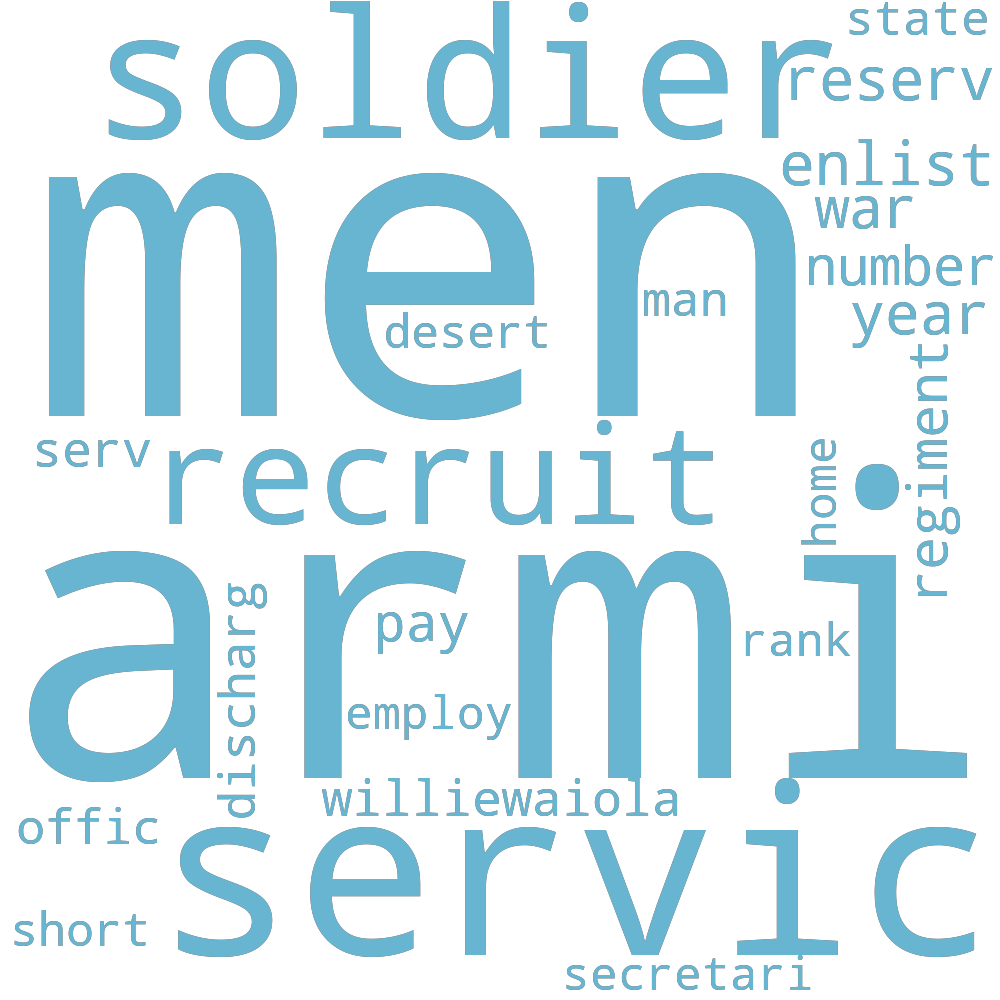 state
soldier
reserv
enlist
men
war
number
man
year
desert
regiment
recruit
serv
home
armi
discharg
pay
rank
employ
williewaiola
offic
servic
short
secretari